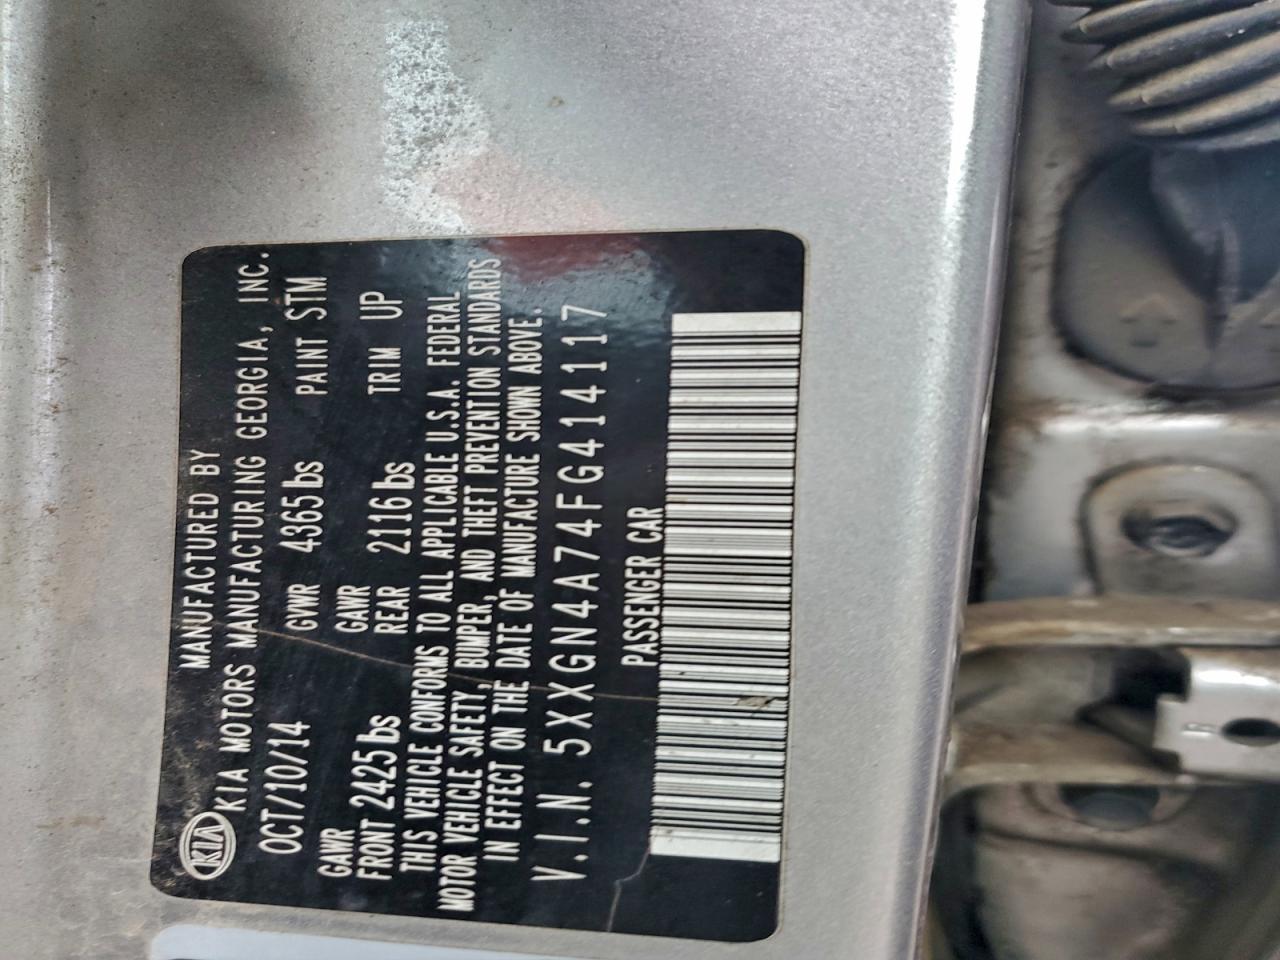 KIA
MANUFACTURED BY
KIA MOTORS MANUFACTURING GEORGIA, INC.
OCT/10/14 GVWR 4365 lbs PAINT STM
GAWR GAWR
FRONT 2425 lbs REAR 2116 lbs TRIM UP
THIS VEHICLE CONFORMS TO ALL APPLICABLE U.S.A. FEDERAL
MOTOR VEHICLE SAFETY, BUMPER, AND THEFT PREVENTION STANDARDS
IN EFFECT ON THE DATE OF MANUFACTURE SHOWN ABOVE.
V.I.N. 5XXGN4A74FG414117
PASSENGER CAR